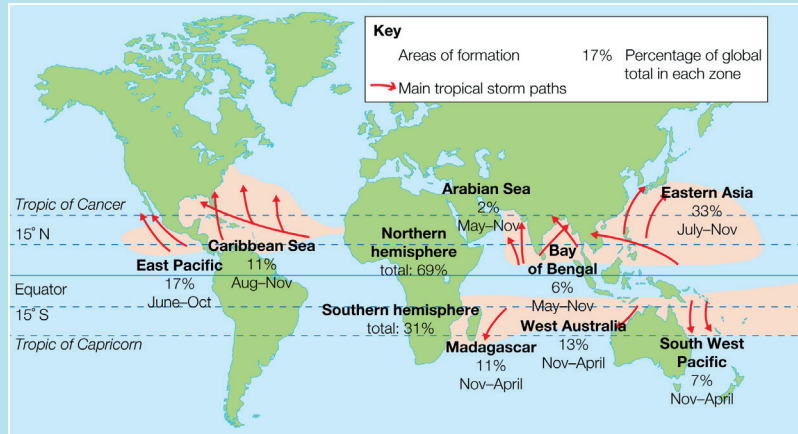 Key
Areas of formation
17% Percentage of global
total in each zone
Main tropical storm paths
Tropic of Cancer
15° N
Equator
15° S
Tropic of Capricorn
East Pacific
17%
June–Oct
Caribbean Sea
11%
Aug–Nov
Northern
hemisphere
total: 69%
Southern hemisphere
total: 31%
Arabian Sea
2%
May–Nov
Bay
of Bengal
6%
May–Nov
Eastern Asia
33%
July–Nov
Madagascar
11%
Nov–April
West Australia
13%
Nov–April
South West
Pacific
7%
Nov–April